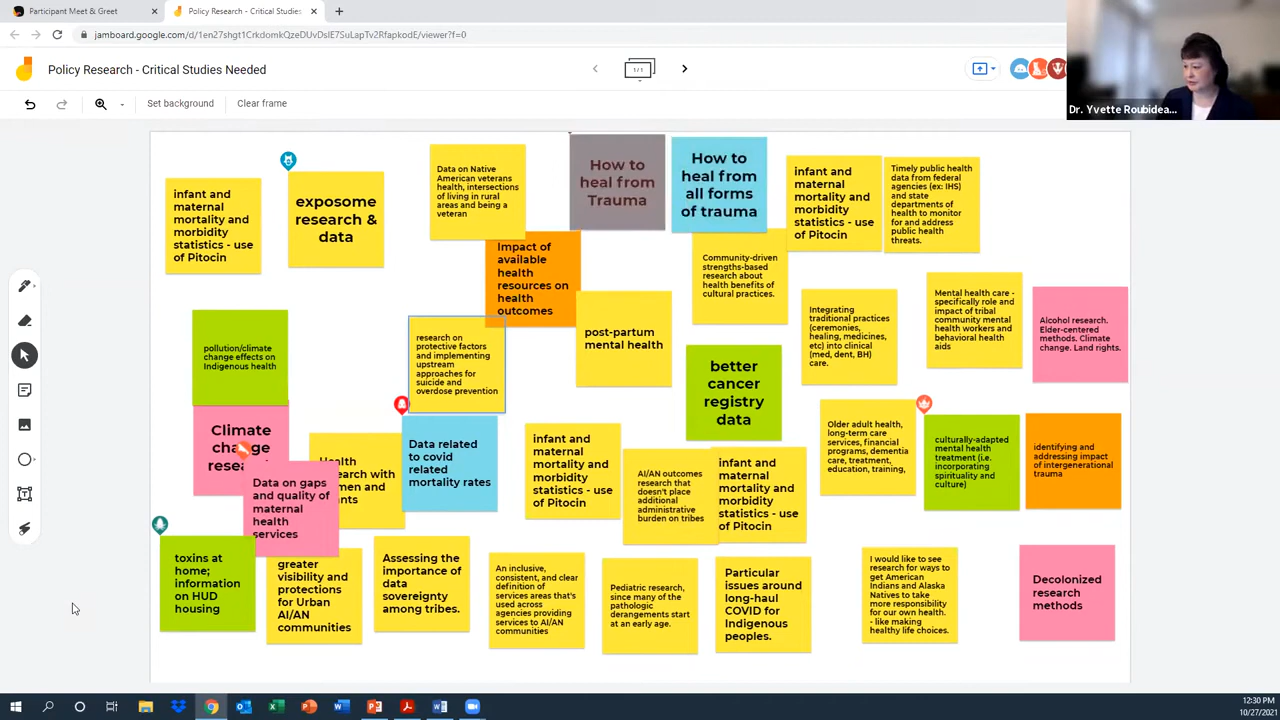 Participant Meet & Greet
Policy Research - Critical Studies
jamboard.google.com/d/1en27shgt1CrkdomkQzeDUvDsIE7SuLapTv2RfapkodE/viewer?f=0
Policy Research - Critical Studies Needed
1/1
Set background
Clear frame
Dr. Yvette Roubidea...
infant and
maternal
mortality and
morbidity
statistics - use
of Pitocin
exposome
research &
data
Data on Native
American veterans
health, intersections
of living in rural
areas and being a
veteran
How to
heal from
Trauma
How to
heal from
all forms
of trauma
infant and
maternal
mortality and
morbidity
statistics - use
of Pitocin
Timely public health
data from federal
agencies (ex: IHS)
and state
departments of
health to monitor
for and address
public health
threats.
Impact of
available
health
resources on
health
outcomes
Community-driven
strengths-based
research about
health benefits of
cultural practices.
post-partum
mental health
Integrating
traditional practices
(ceremonies,
healing, medicines,
etc) into clinical
(med, dent, BH)
care.
Mental health care -
specifically role and
impact of tribal
community mental
health workers and
behavioral health
aids
Alcohol research.
Elder-centered
methods. Climate
change. Land rights.
pollution/climate
change effects on
Indigenous health
research on
protective factors
and implementing
upstream
approaches for
suicide and
overdose prevention
better
cancer
registry
data
Climate
change
Data on gaps
and quality of
maternal
health
services
Health
and
Data related
to covid
related
mortality rates
infant and
maternal
mortality and
morbidity
statistics - use
of Pitocin
AI/AN outcomes
research that
doesn't place
additional
administrative
burden on tribes
infant and
maternal
mortality and
morbidity
statistics - use
of Pitocin
Older adult health,
long-term care
services, financial
programs, dementia
care, treatment,
education, training,
culturally-adapted
mental health
treatment (i.e.
incorporating
spirituality and
culture)
identifying and
addressing impact
of intergenerational
trauma
toxins at
home;
information
on HUD
housing
greater
visibility and
protections
for Urban
AI/AN
communities
Assessing the
importance of
data
sovereignty
among tribes.
An inclusive,
consistent, and clear
definition of
services areas that's
used across
agencies providing
services to AI/AN
communities
Pediatric research,
since many of the
pathologic
derangements start
at an early age.
Particular
issues around
long-haul
COVID for
Indigenous
peoples.
I would like to see
research for ways to
get American
Indians and Alaska
Natives to take
more responsibility
for our own health.
- like making
healthy life choices.
Decolonized
research
methods
12:30 PM
10/27/2021